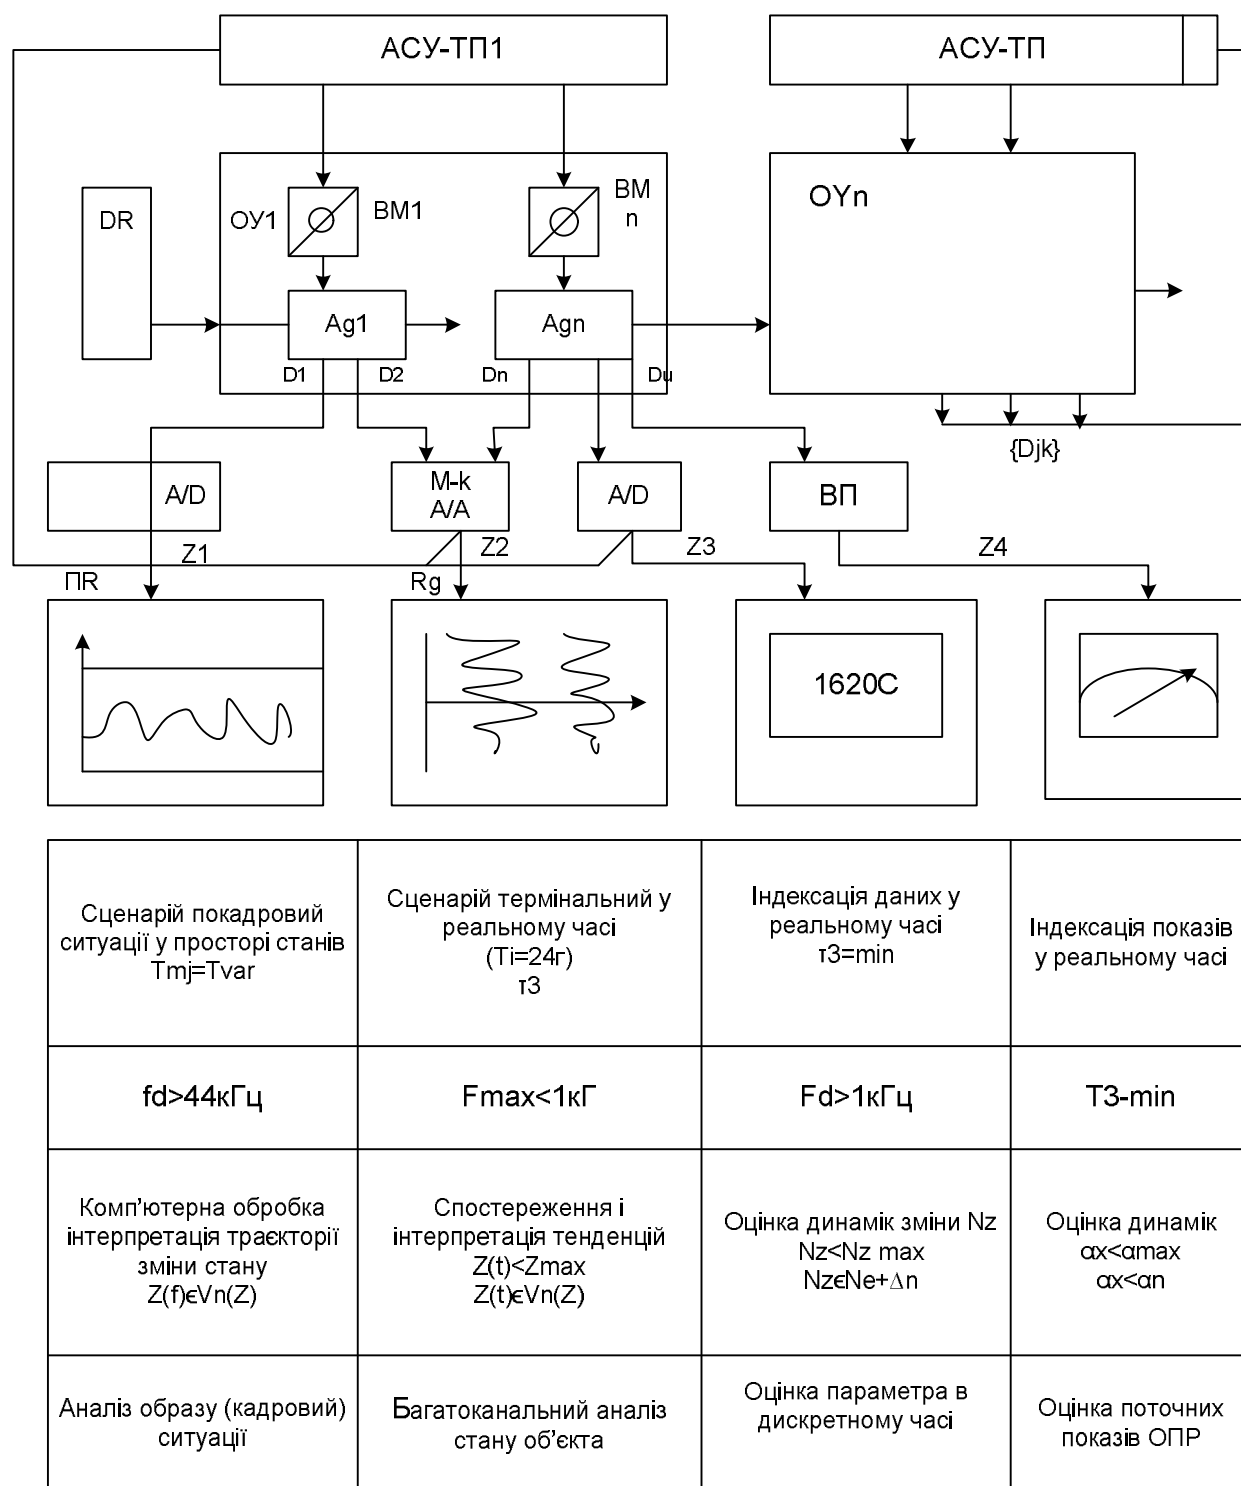 АСУ-ТП1
АСУ-ТП
DR
ОУ1
ВМ1
ВМ
n
OYn
Ag1
Agn
D1
D2
Dn
Du
{Djk}
A/D
M-k
A/A
A/D
ВП
Z1
Z2
Z3
Z4
ПR
Rg
1620C
Сценарій покадровий
ситуації у просторі станів
Tmj=Tvar
Сценарій термінальний у
реальному часі
(Ti=24г)
τ3
Індексація даних у
реальному часі
τ3=min
Індексація показів
у реальному часі
fd>44кГц
Fmax<1кГ
Fd>1кГц
T3-min
Комп'ютерна обробка
інтерпретація траєкторії
зміни стану
Z(f)єVn(Z)
Спостереження і
інтерпретація тенденцій
Z(t)<Zmax
Z(t)єVn(Z)
Оцінка динамік зміни Nz
Nz<Nz max
NzєNe+Δn
Оцінка динамік
αx<αmax
αx<αn
Аналіз образу (кадровий)
ситуації
Багатоканальний аналіз
стану об'єкта
Оцінка параметра в
дискретному часі
Оцінка поточних
показів ОПР